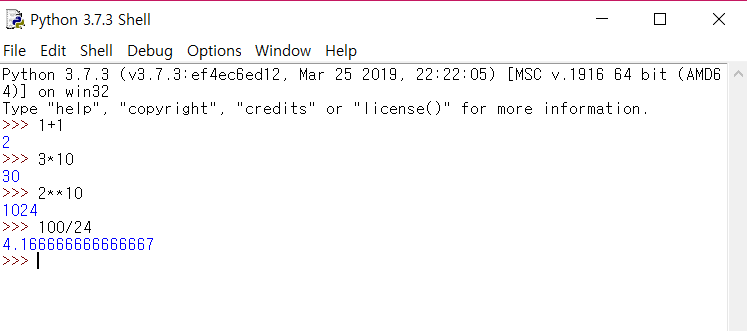 Python 3.7.3 Shell
File Edit Shell Debug Options Window Help
Python 3.7.3 (v3.7.3:ef4ec6ed12, Mar 25 2019, 22:22:05) [MSC v.1916 64 bit (AMD6
4)] on win32
Type "help", "copyright", "credits" or "license()" for more information.
>>> 1+1
2
>>> 3*10
30
>>> 2**10
1024
>>> 100/24
4.166666666666667
>>>